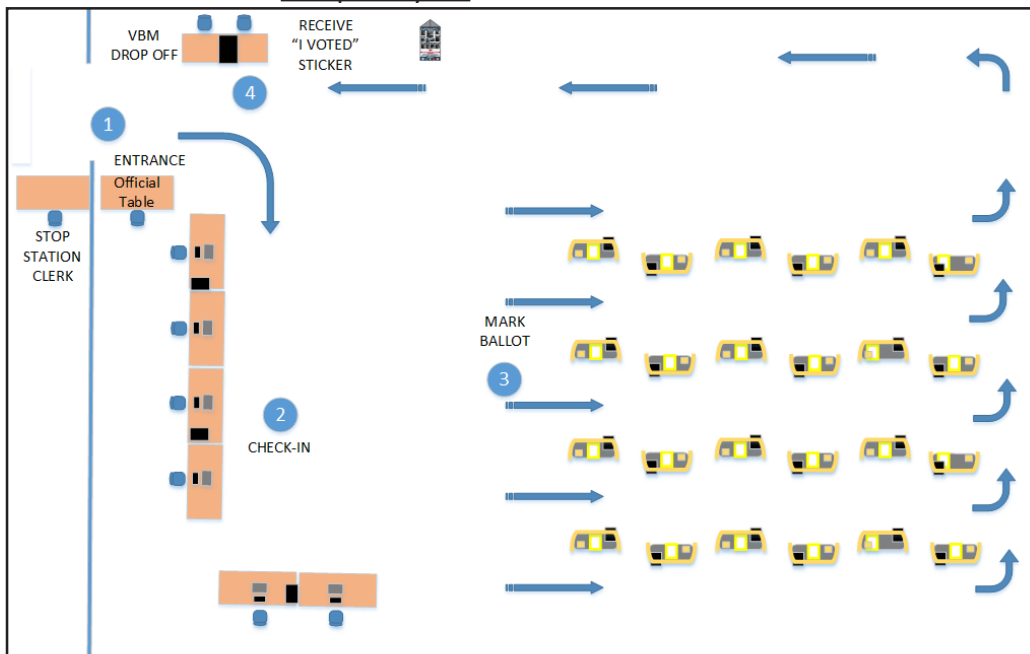 VBM
DROP OFF
RECEIVE
“I VOTED”
STICKER
4
1
ENTRANCE
Official
Table
STOP
STATION
CLERK
MARK
BALLOT
3
2
CHECK-IN